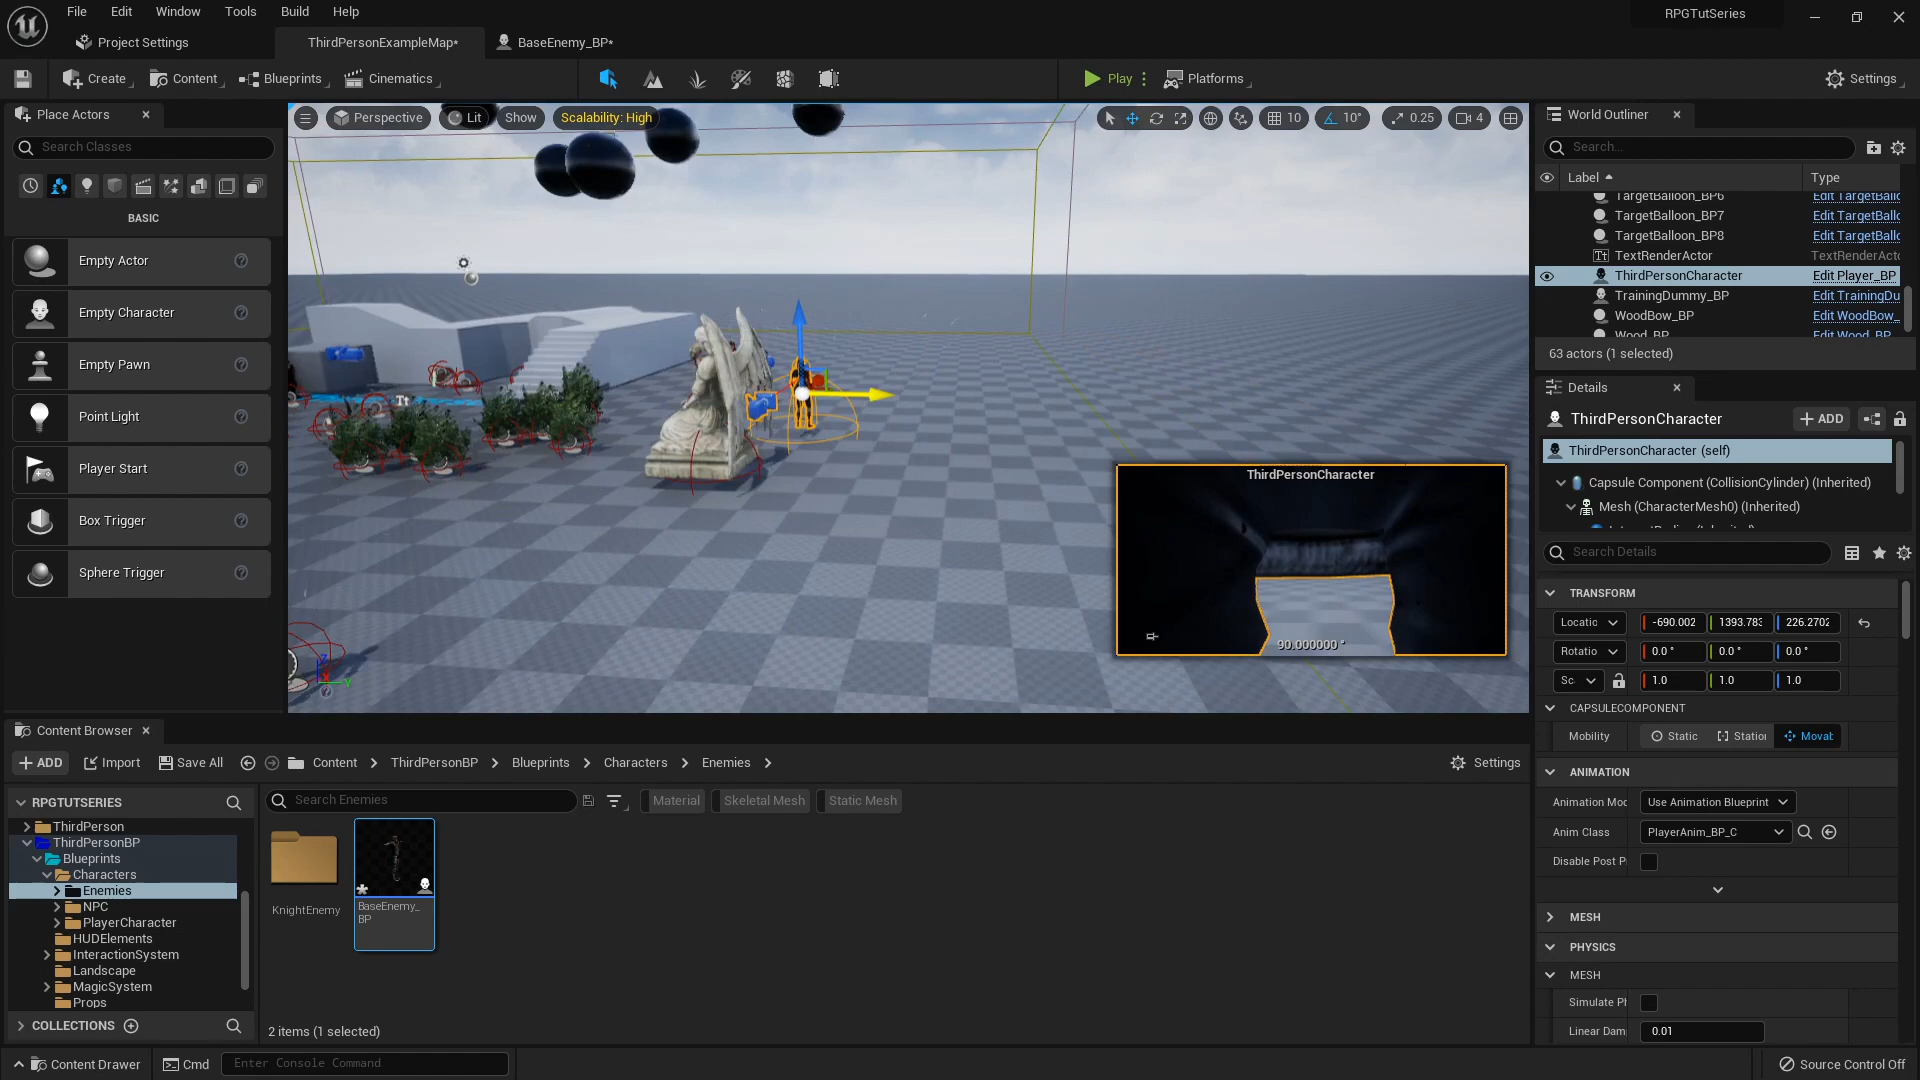 File Edit Window Tools Build Help
RPGTutSeries
Project Settings
ThirdPersonExampleMap*
BaseEnemy_BP*
Create
Content
Blueprints
Cinematics
Play
Platforms
Settings
Place Actors
Search Classes
BASIC
Empty Actor
Empty Character
Empty Pawn
Point Light
Player Start
Box Trigger
Sphere Trigger
Perspective
Lit
Show
Scalability: High
10
10°
0.25
4
Tt
ThirdPersonCharacter
90.000000 °
World Outliner
Search...
Label
Type
TargetBalloon_BP6 Edit TargetBallo
TargetBalloon_BP7 Edit TargetBallo
TargetBalloon_BP8 Edit TargetBallo
TextRenderActor TextRenderActo
ThirdPersonCharacter Edit Player_BP
TrainingDummy_BP Edit TrainingDu
WoodBow_BP Edit WoodBow_
Wood_BP Edit Wood_BP
63 actors (1 selected)
Details
ThirdPersonCharacter
ADD
ThirdPersonCharacter (self)
Capsule Component (CollisionCylinder) (Inherited)
Mesh (CharacterMesh0) (Inherited)
Search Details
TRANSFORM
Locatic -690.002 1393.783 226.2702
Rotatio 0.0 ° 0.0 ° 0.0 °
Sc 1.0 1.0 1.0
CAPSULECOMPONENT
Mobility Static Station Movab
ANIMATION
Animation Moc Use Animation Blueprint
Anim Class PlayerAnim_BP_C
Disable Post P
MESH
PHYSICS
MESH
Simulate Ph
Linear Dam 0.01
Content Browser
ADD
Import
Save All
Content > ThirdPersonBP > Blueprints > Characters > Enemies >
Settings
RPGTUTSERIES
ThirdPerson
ThirdPersonBP
Blueprints
Characters
Enemies
NPC
PlayerCharacter
HUDElements
InteractionSystem
Landscape
MagicSystem
Props
COLLECTIONS
Search Enemies
Material
Skeletal Mesh
Static Mesh
KnightEnemy
BaseEnemy_
BP
2 items (1 selected)
Content Drawer
Cmd
Enter Console Command
Source Control Off